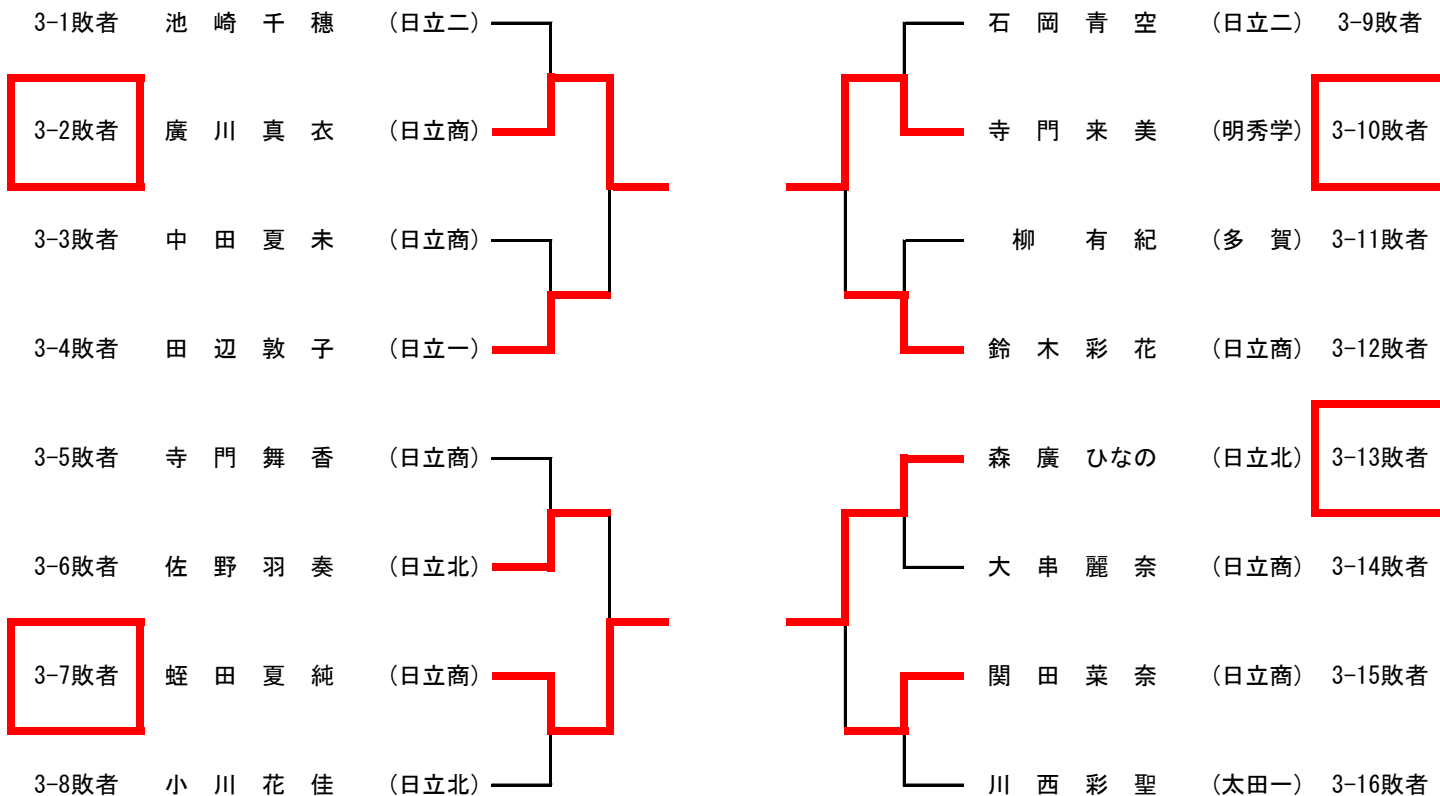 3-1敗者 池崎千穗 (日立二) 石岡青空 (日立二) 3-9敗者
3-2敗者 廣川真衣 (日立商) 寺門来美 (明秀学) 3-10敗者
3-3敗者 中田夏未 (日立商) 柳有紀 (多賀) 3-11敗者
3-4敗者 田辺敦子 (日立一) 鈴木彩花 (日立商) 3-12敗者
3-5敗者 寺門舞香 (日立商) 森廣ひなの (日立北) 3-13敗者
3-6敗者 佐野羽奏 (日立北) 大串麗奈 (日立商) 3-14敗者
3-7敗者 蛭田夏純 (日立商) 関田菜奈 (日立商) 3-15敗者
3-8敗者 小川花佳 (日立北) 川西彩聖 (太田一) 3-16敗者